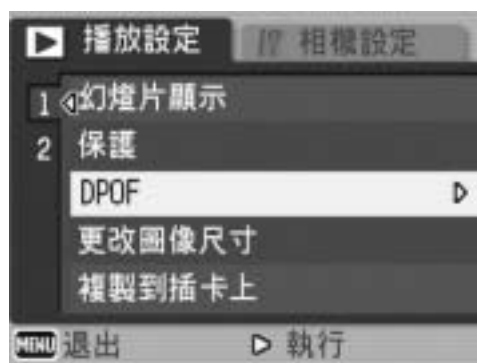 播放設定 相機設定
1 幻燈片顯示
2 保護
DPOF
更改圖像尺寸
複製到插卡上
MENU 退出 執行